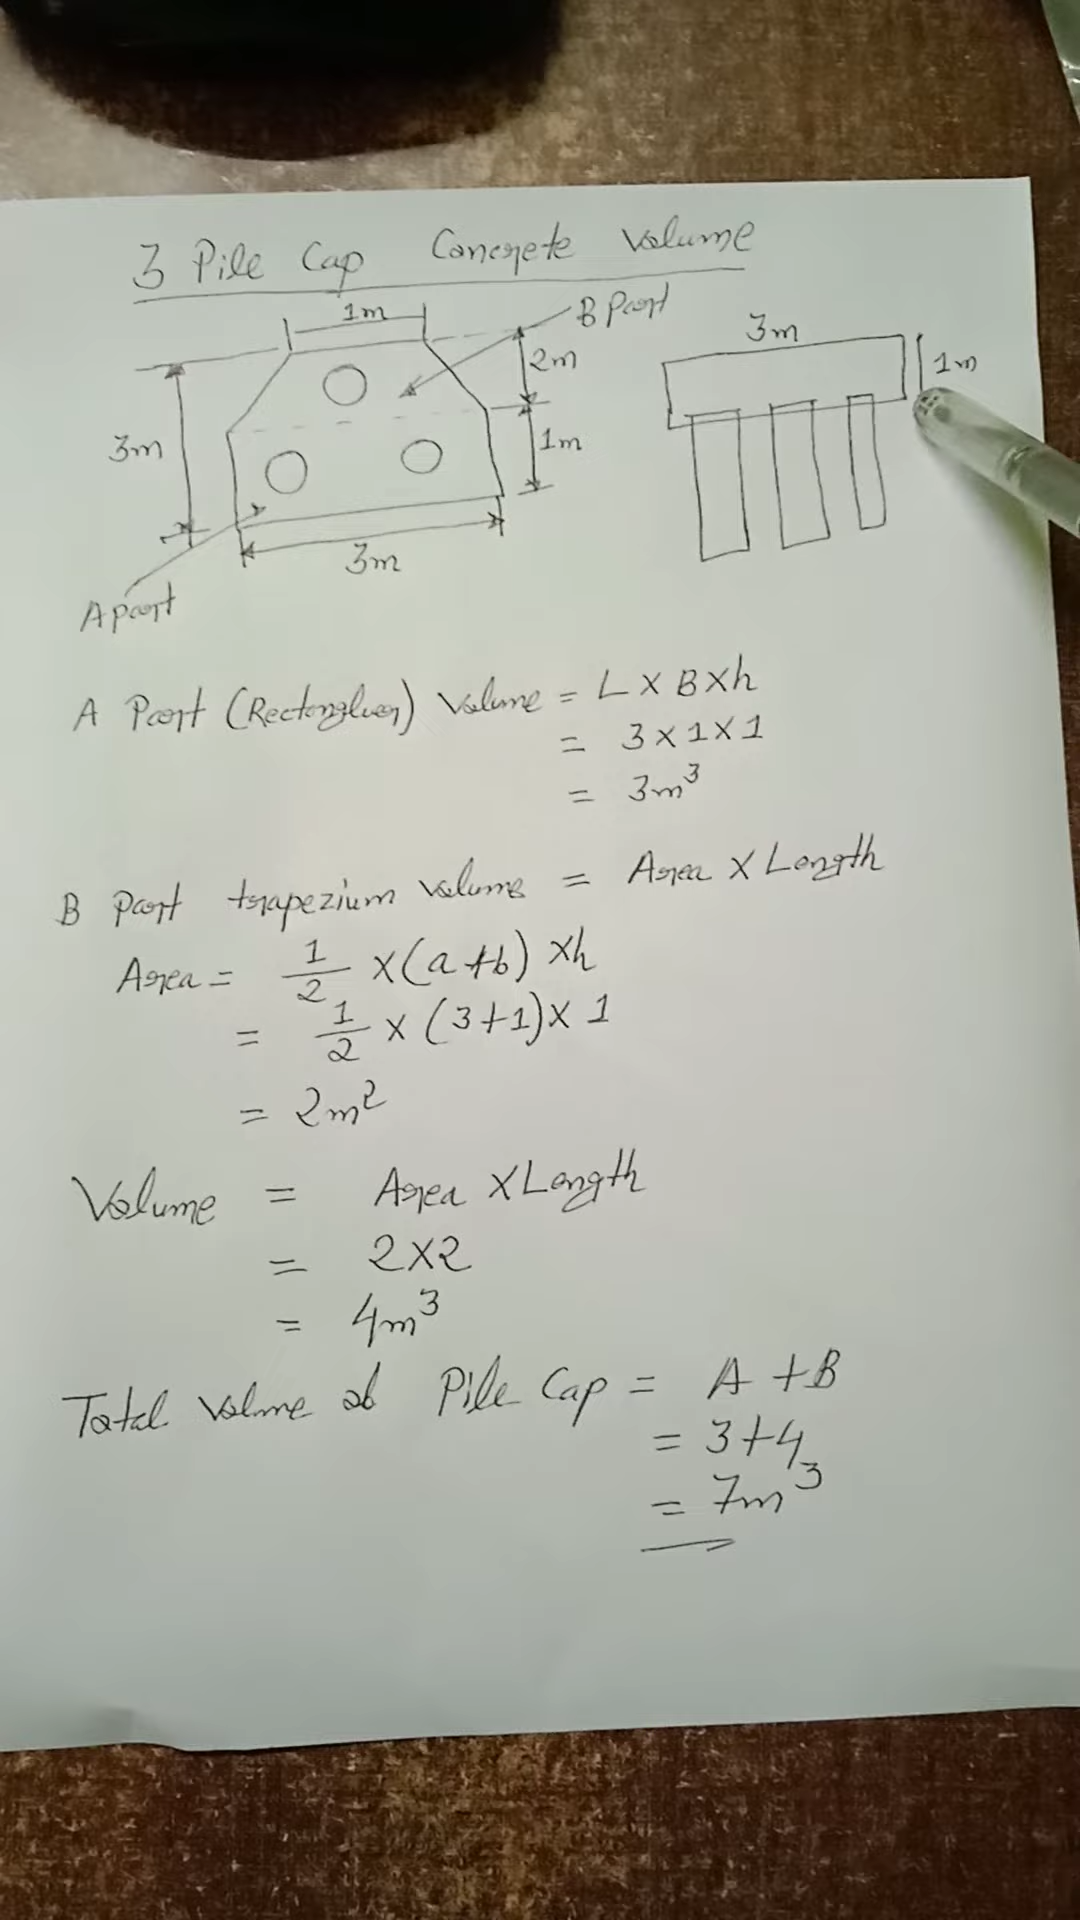 3 Pile Cap Concrete Volume
1m
B Part
2m
3m
1m
3m
1m
3m
A part
A Part (Rectangluer) Volume = L X B X h
= 3 X 1 X 1
= 3m³
B Part trapezium volume = Area X Length
Area = 1/2 X (a+b) X h
= 1/2 X (3+1) X 1
= 2m²
Volume = Area X Length
= 2X2
= 4m³
Total Volume of Pile Cap = A + B
= 3+4
= 7m³